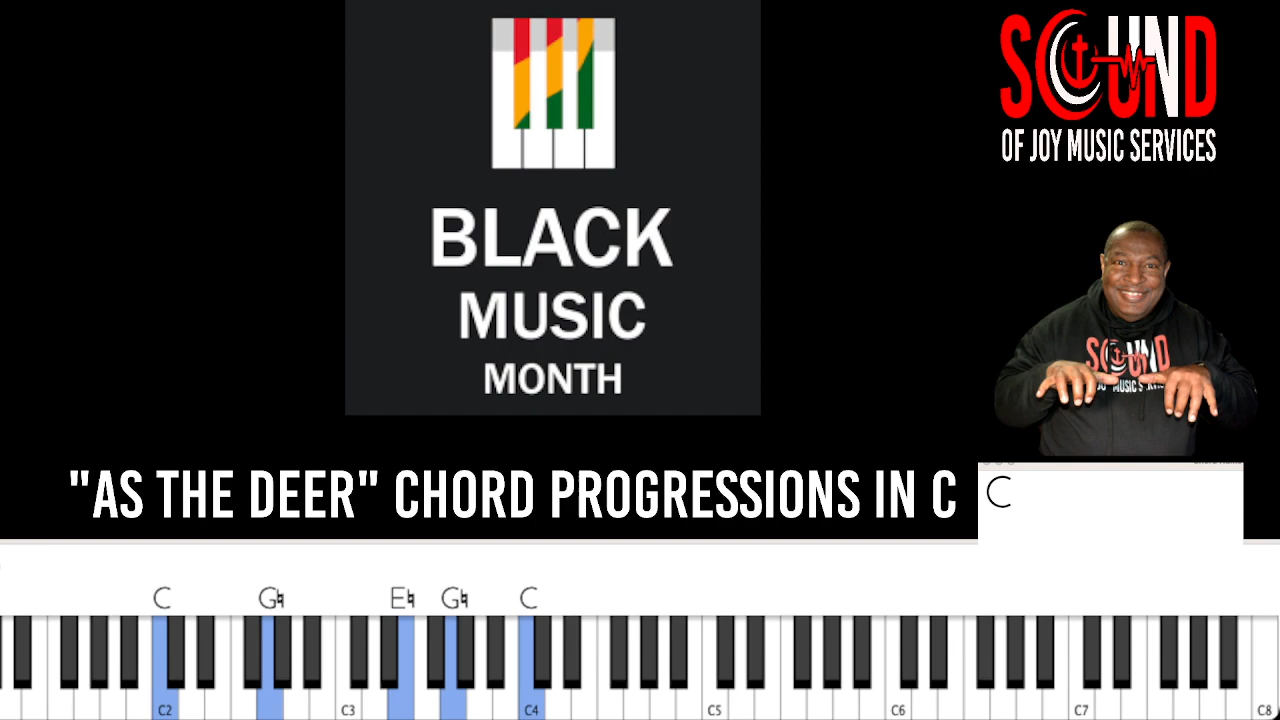 SOUND
OF JOY MUSIC SERVICES
BLACK
MUSIC
MONTH
SOUND
"AS THE DEER" CHORD PROGRESSIONS IN C
C
C G♮ E♮ G♮ C
C2 C3 C4 C5 C6 C7 C8